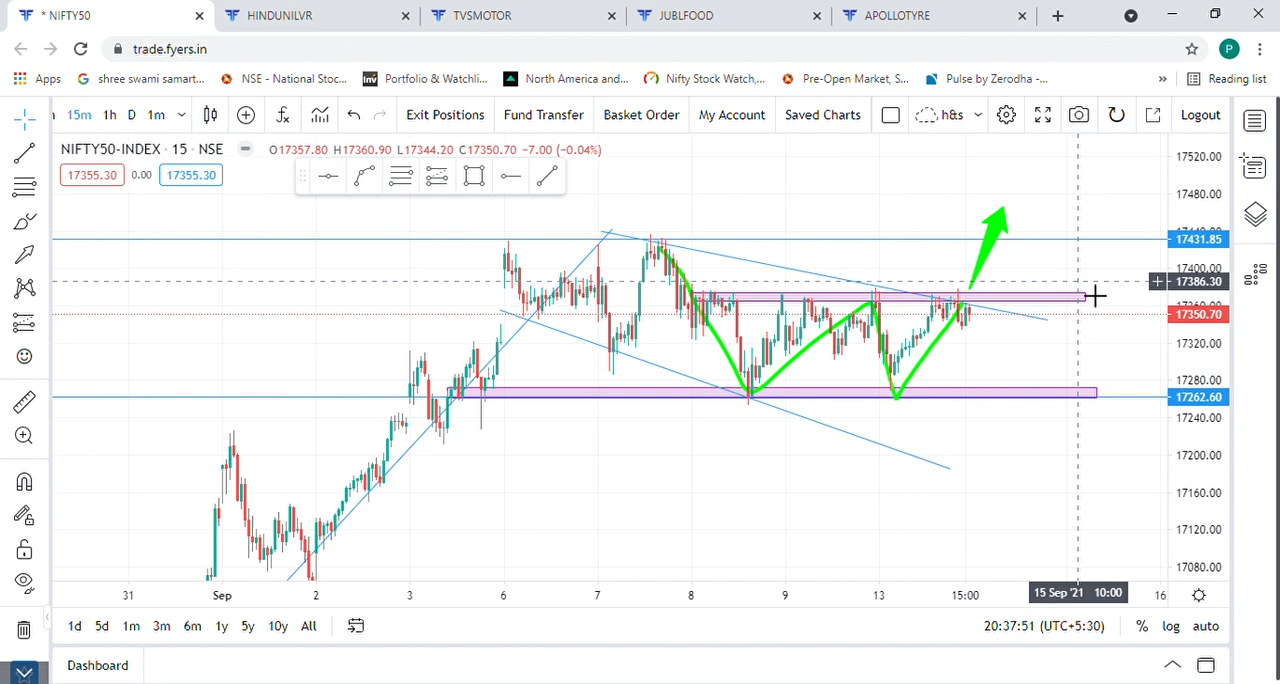 * NIFTY50
HINDUNILVR
TVSMOTOR
JUBLFOOD
APOLLOTYRE
trade.fyers.in
P
Apps
shree swami samart...
NSE - National Stoc...
Inv
Portfolio & Watchli...
North America and...
Nifty Stock Watch,...
Pre-Open Market, S...
Pulse by Zerodha -...
»
Reading list
15m 1h D 1m
Exit Positions
Fund Transfer
Basket Order
My Account
Saved Charts
h&s
Logout
NIFTY50-INDEX · 15 · NSE
O17357.80 H17360.90 L17344.20 C17350.70 −7.00 (−0.04%)
17355.30 0.00 17355.30
17520.00
17480.00
17431.85
17400.00
17386.30
17350.70
17320.00
17280.00
17262.60
17240.00
17200.00
17160.00
17120.00
17080.00
31 Sep 2 3 6 7 8 9 13 15:00 15 Sep '21 10:00 16
1d 5d 1m 3m 6m 1y 5y 10y All
20:37:51 (UTC+5:30)
% log auto
Dashboard